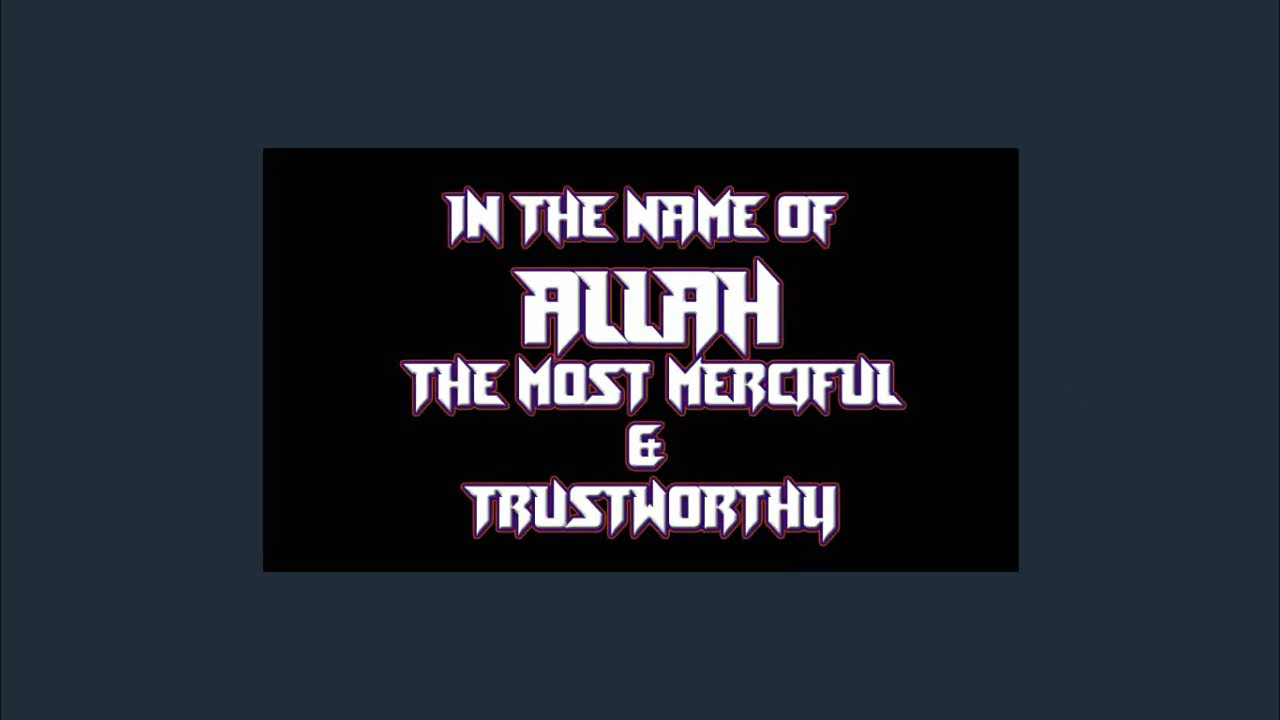 IN THE NAME OF
ALLAH
THE MOST MERCIFUL
&
TRUSTWORTHY